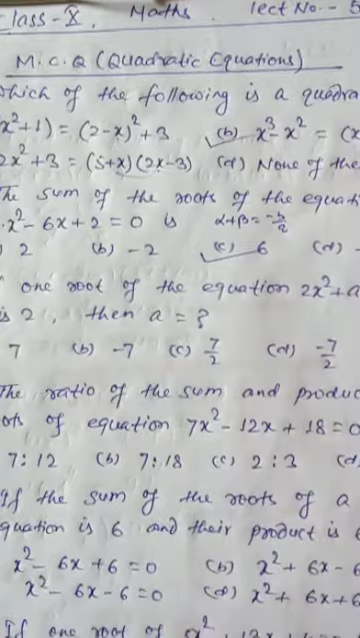 Class-X. Maths. lect No.- 5
M.C.Q (Quadratic Equations)
Which of the following is a quadra
x²+1) = (2-x)²+3 (b) x³-x² = (x
2x²+3 = (5+x)(2x-3) (d) None of the
The sum of the roots of the equati
x²-6x+2=0 is α+β=-b/a
) 2 (b) -2 (c) 6 (d) -
one root of the equation 2x²+a
is 2, then a = ?
7 (b) -7 (c) 7/2 (d) -7/2
The ratio of the sum and produc
ots of equation 7x²-12x+18=0
7:12 (b) 7:18 (c) 2:3 (d
If the sum of the roots of a
quation is 6 and their product is 6
x²-6x+6=0 (b) x²+6x-6
x²-6x-6=0 (d) x²+6x+6
If one root of